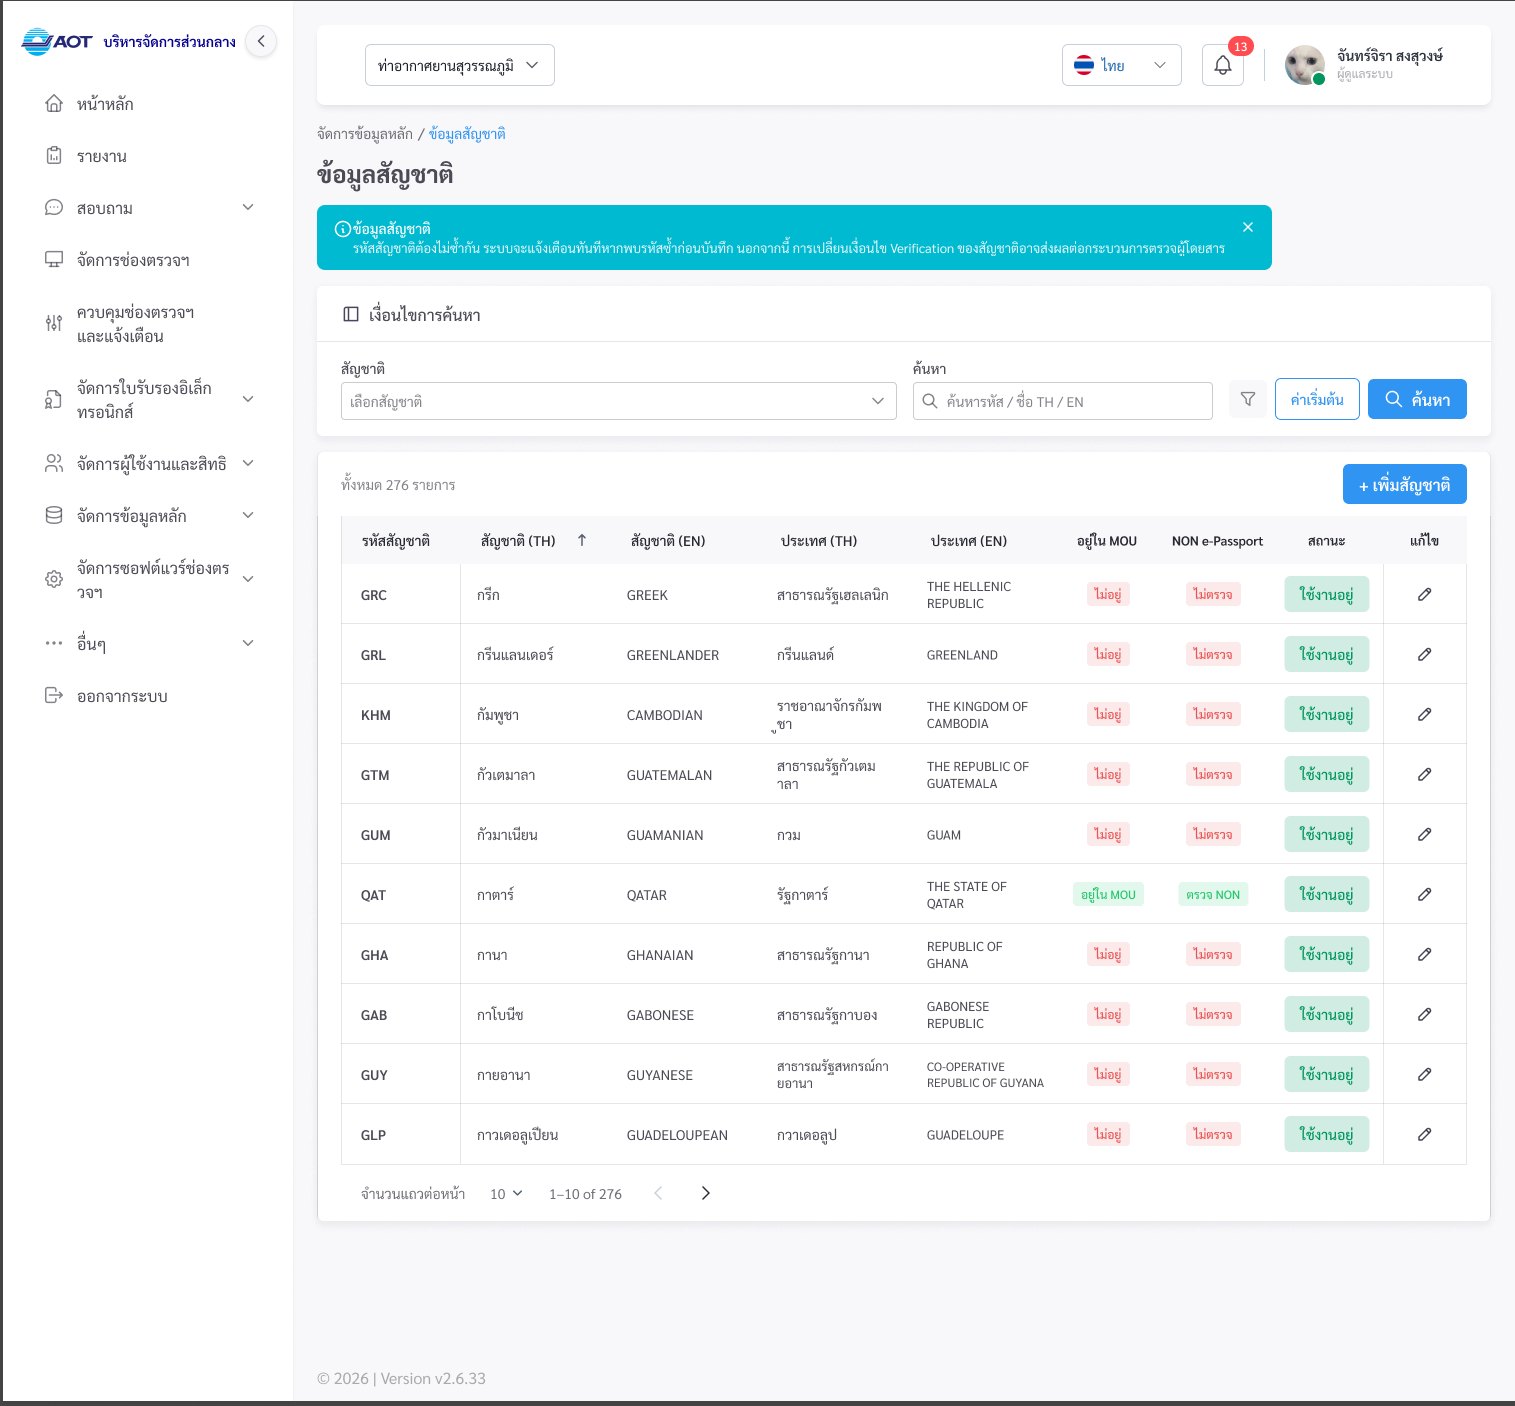 AOT บริหารจัดการส่วนกลาง
หน้าหลัก
รายงาน
สอบถาม
จัดการช่องตรวจฯ
ควบคุมช่องตรวจฯ
และแจ้งเตือน
จัดการใบรับรองอิเล็ก
ทรอนิกส์
จัดการผู้ใช้งานและสิทธิ
จัดการข้อมูลหลัก
จัดการซอฟต์แวร์ช่องตร
วจฯ
อื่นๆ
ออกจากระบบ
ท่าอากาศยานสุวรรณภูมิ
ไทย
13
จันทร์จิรา สงสุวงษ์
ผู้ดูแลระบบ
จัดการข้อมูลหลัก / ข้อมูลสัญชาติ
ข้อมูลสัญชาติ
ข้อมูลสัญชาติ
รหัสสัญชาติต้องไม่ซ้ำกัน ระบบจะแจ้งเตือนทันทีหากพบรหัสซ้ำก่อนบันทึก นอกจากนี้ การเปลี่ยนเงื่อนไข Verification ของสัญชาติอาจส่งผลต่อกระบวนการตรวจผู้โดยสาร
เงื่อนไขการค้นหา
สัญชาติ
เลือกสัญชาติ
ค้นหา
ค้นหารหัส / ชื่อ TH / EN
ค่าเริ่มต้น
ค้นหา
ทั้งหมด 276 รายการ
+ เพิ่มสัญชาติ
รหัสสัญชาติ สัญชาติ (TH) สัญชาติ (EN) ประเทศ (TH) ประเทศ (EN) อยู่ใน MOU NON e-Passport สถานะ แก้ไข
GRC กรีก GREEK สาธารณรัฐเฮลเลนิก THE HELLENIC REPUBLIC ไม่อยู่ ไม่ตรวจ ใช้งานอยู่
GRL กรีนแลนเดอร์ GREENLANDER กรีนแลนด์ GREENLAND ไม่อยู่ ไม่ตรวจ ใช้งานอยู่
KHM กัมพูชา CAMBODIAN ราชอาณาจักรกัมพูชา THE KINGDOM OF CAMBODIA ไม่อยู่ ไม่ตรวจ ใช้งานอยู่
GTM กัวเตมาลา GUATEMALAN สาธารณรัฐกัวเตมาลา THE REPUBLIC OF GUATEMALA ไม่อยู่ ไม่ตรวจ ใช้งานอยู่
GUM กัวมาเนียน GUAMANIAN กวม GUAM ไม่อยู่ ไม่ตรวจ ใช้งานอยู่
QAT กาตาร์ QATAR รัฐกาตาร์ THE STATE OF QATAR อยู่ใน MOU ตรวจ NON ใช้งานอยู่
GHA กานา GHANAIAN สาธารณรัฐกานา REPUBLIC OF GHANA ไม่อยู่ ไม่ตรวจ ใช้งานอยู่
GAB กาโบนีช GABONESE สาธารณรัฐกาบอง GABONESE REPUBLIC ไม่อยู่ ไม่ตรวจ ใช้งานอยู่
GUY กายอานา GUYANESE สาธารณรัฐสหกรณ์กายอานา CO-OPERATIVE REPUBLIC OF GUYANA ไม่อยู่ ไม่ตรวจ ใช้งานอยู่
GLP กาวเดอลูเปียน GUADELOUPEAN กวาเดอลูป GUADELOUPE ไม่อยู่ ไม่ตรวจ ใช้งานอยู่
จำนวนแถวต่อหน้า 10 1–10 of 276
© 2026 | Version v2.6.33